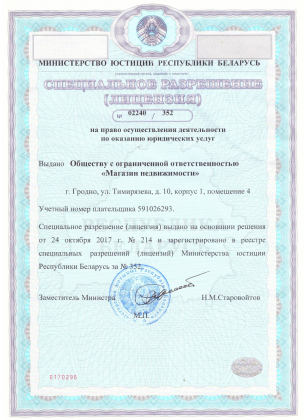 МИНИСТЕРСТВО ЮСТИЦИИ РЕСПУБЛИКИ БЕЛАРУСЬ
СПЕЦИАЛЬНОЕ РАЗРЕШЕНИЕ
(ЛИЦЕНЗИЯ)
№ 02240 / 352
на право осуществления деятельности
по оказанию юридических услуг
Выдано Обществу с ограниченной ответственностью
«Магазин недвижимости»
г. Гродно, ул. Тимирязева, д. 10, корпус 1, помещение 4
Учетный номер плательщика 591026293.
Специальное разрешение (лицензия) выдано на основании решения
от 24 октября 2017 г. № 214 и зарегистрировано в реестре
специальных разрешений (лицензий) Министерства юстиции
Республики Беларусь за № 352.
Заместитель Министра Н.М.Старовойтов
М.П.
0170298